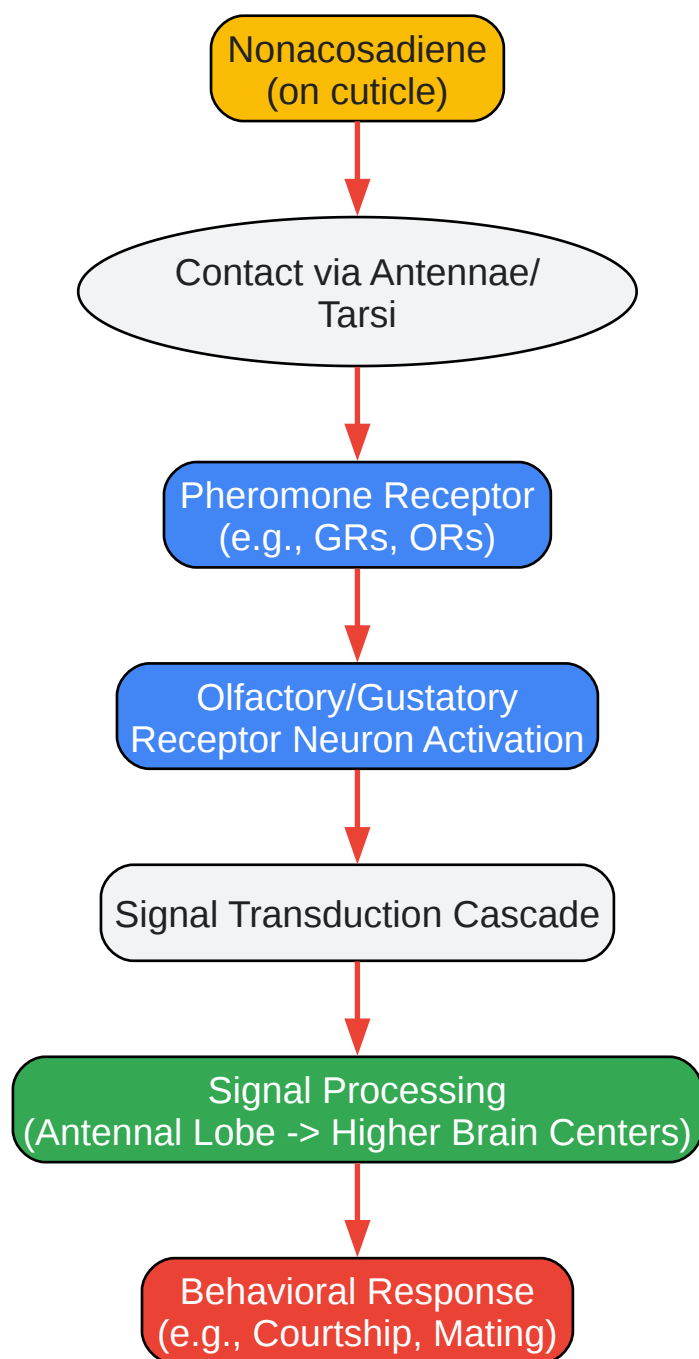 Nonacosadiene
(on cuticle)
Contact via Antennae/
Tarsi
Pheromone Receptor
(e.g., GRs, ORs)
Olfactory/Gustatory
Receptor Neuron Activation
Signal Transduction Cascade
Signal Processing
(Antennal Lobe -> Higher Brain Centers)
Behavioral Response
(e.g., Courtship, Mating)